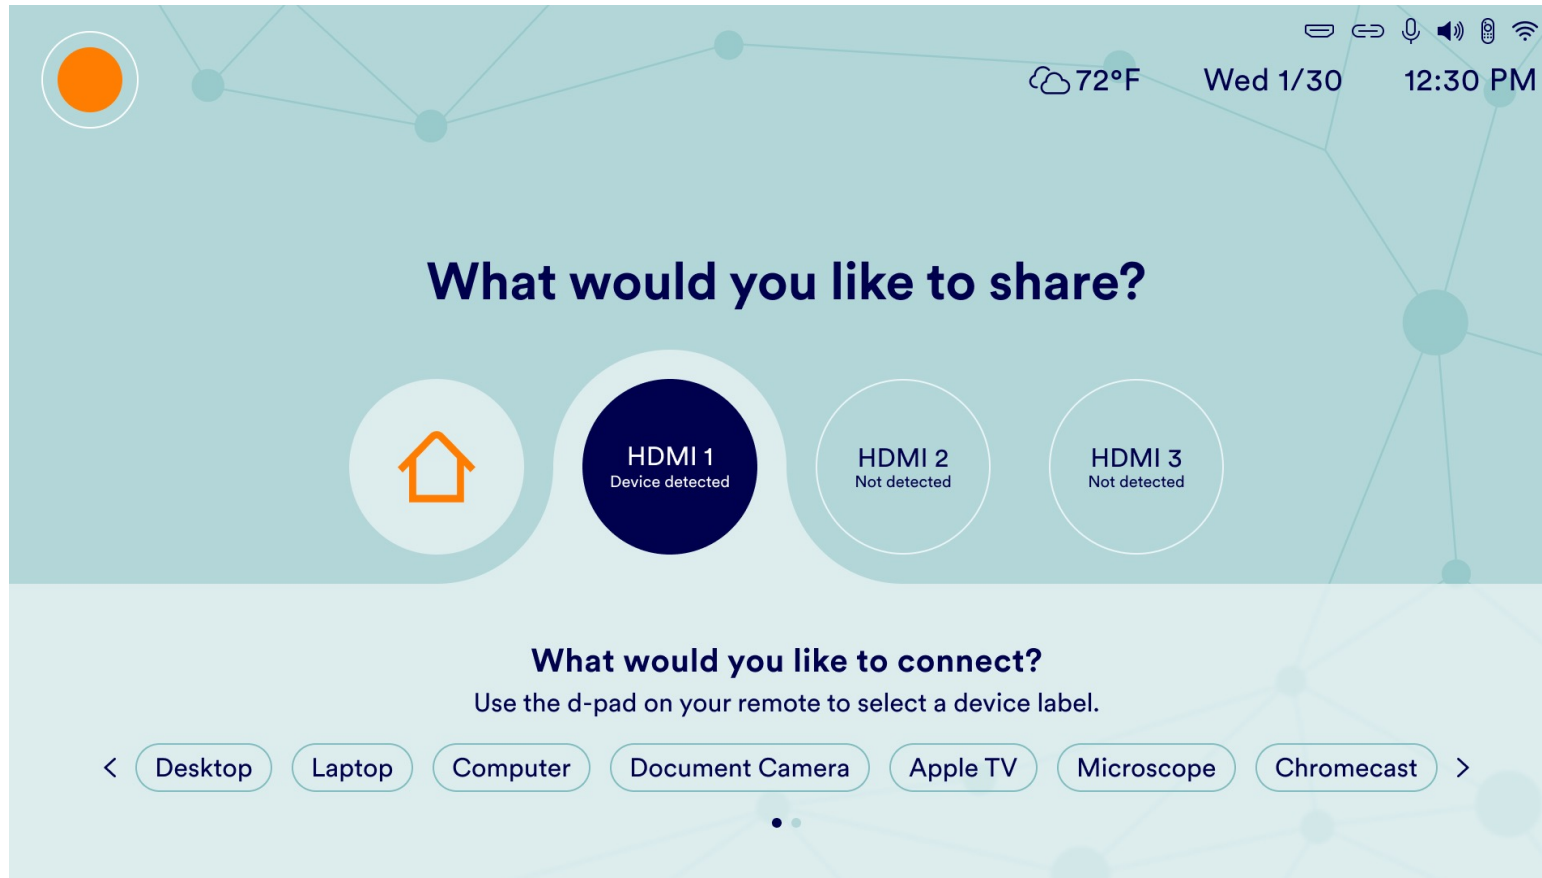 72°F Wed 1/30 12:30 PM
What would you like to share?
HDMI 1
Device detected
HDMI 2
Not detected
HDMI 3
Not detected
What would you like to connect?
Use the d-pad on your remote to select a device label.
Desktop Laptop Computer Document Camera Apple TV Microscope Chromecast